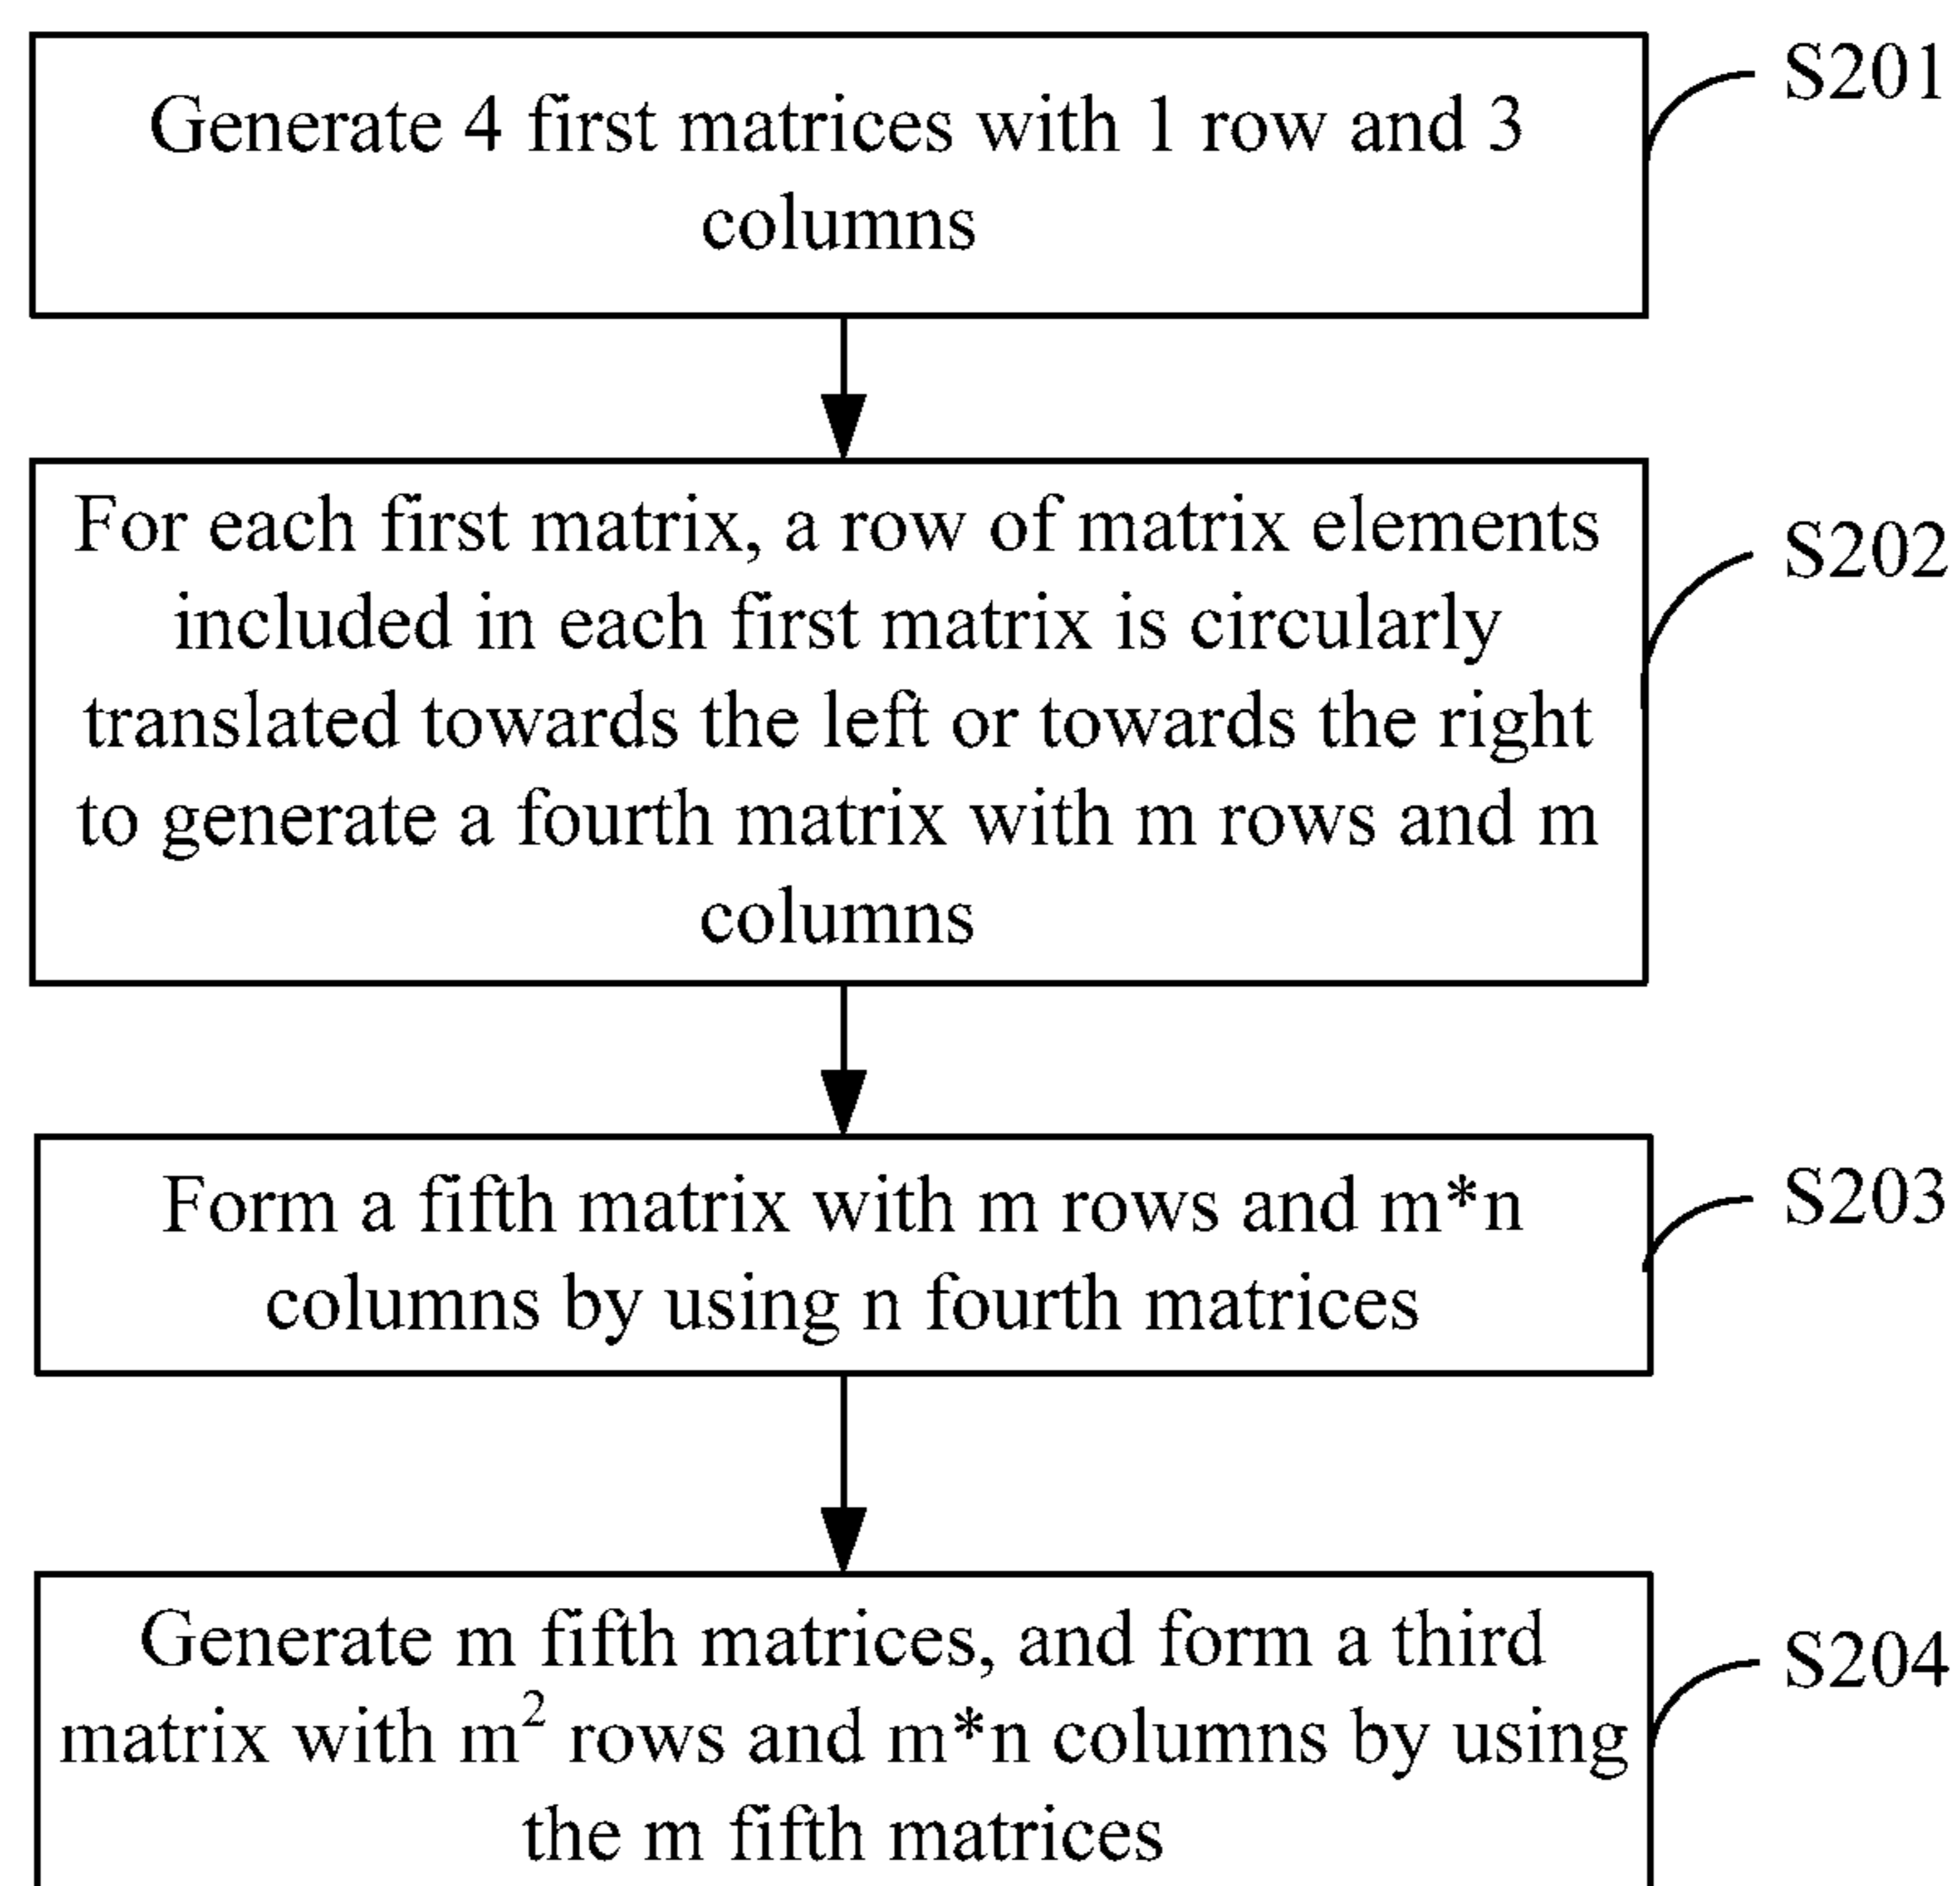 Generate 4 first matrices with 1 row and 3
columns
S201
For each first matrix, a row of matrix elements
included in each first matrix is circularly
translated towards the left or towards the right
to generate a fourth matrix with m rows and m
columns
S202
Form a fifth matrix with m rows and m*n
columns by using n fourth matrices
S203
Generate m fifth matrices, and form a third
matrix with m² rows and m*n columns by using
the m fifth matrices
S204